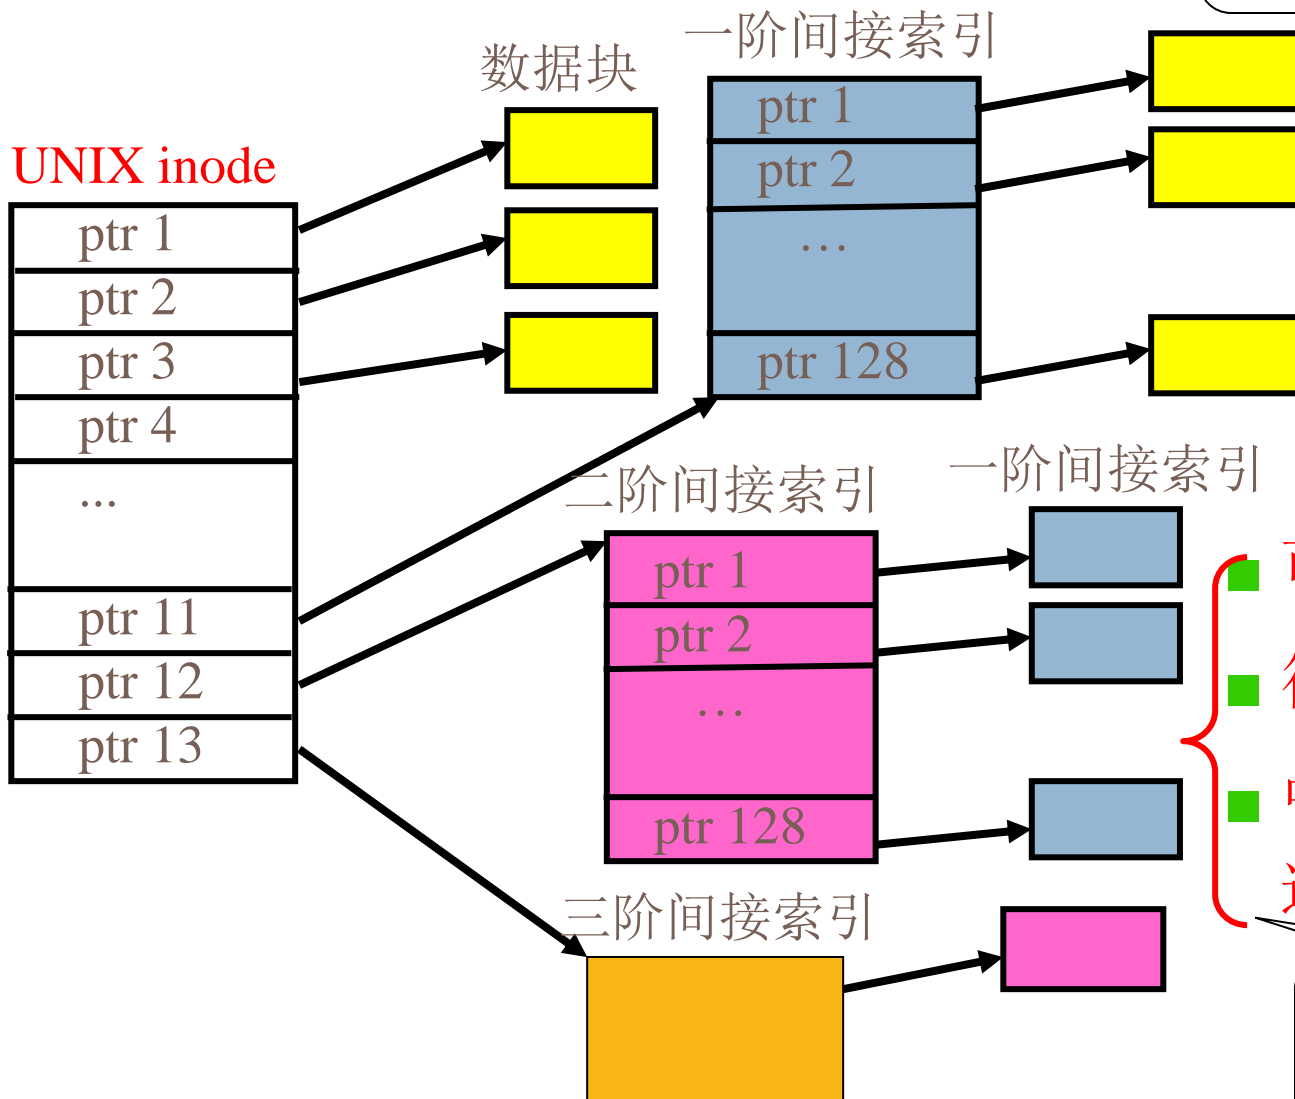 UNIX inode
ptr 1
ptr 2
ptr 3
ptr 4
...
ptr 11
ptr 12
ptr 13
数据块
一阶间接索引
ptr 1
ptr 2
…
ptr 128
二阶间接索引
ptr 1
ptr 2
…
ptr 128
一阶间接索引
三阶间接索引